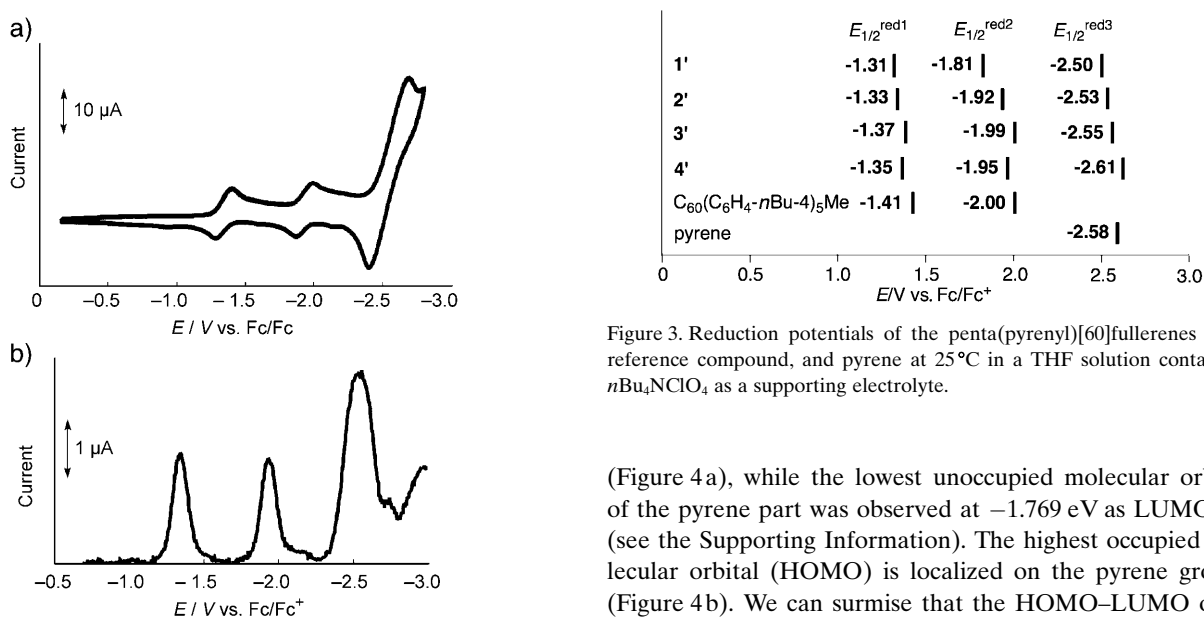 a)
10 µA
Current
0 –0.5 –1.0 – 1.5 –2.0 –2.5 –3.0
E / V vs. Fc/Fc
b)
1 µA
Current
–0.5 –1.0 –1.5 –2.0 –2.5 –3.0
E / V vs. Fc/Fc⁺
E₁/₂ʳᵉᵈ¹ E₁/₂ʳᵉᵈ² E₁/₂ʳᵉᵈ³
1' -1.31 -1.81 -2.50
2' -1.33 -1.92 -2.53
3' -1.37 -1.99 -2.55
4' -1.35 -1.95 -2.61
C₆₀(C₆H₄-nBu-4)₅Me -1.41 -2.00
pyrene -2.58
0 0.5 1.0 1.5 2.0 2.5 3.0
E/V vs. Fc/Fc⁺
Figure 3. Reduction potentials of the penta(pyrenyl)[60]fullerenes
reference compound, and pyrene at 25 °C in a THF solution conta
nBu₄NClO₄ as a supporting electrolyte.
(Figure 4a), while the lowest unoccupied molecular or
of the pyrene part was observed at −1.769 eV as LUMO
(see the Supporting Information). The highest occupied
lecular orbital (HOMO) is localized on the pyrene gr
(Figure 4b). We can surmise that the HOMO–LUMO